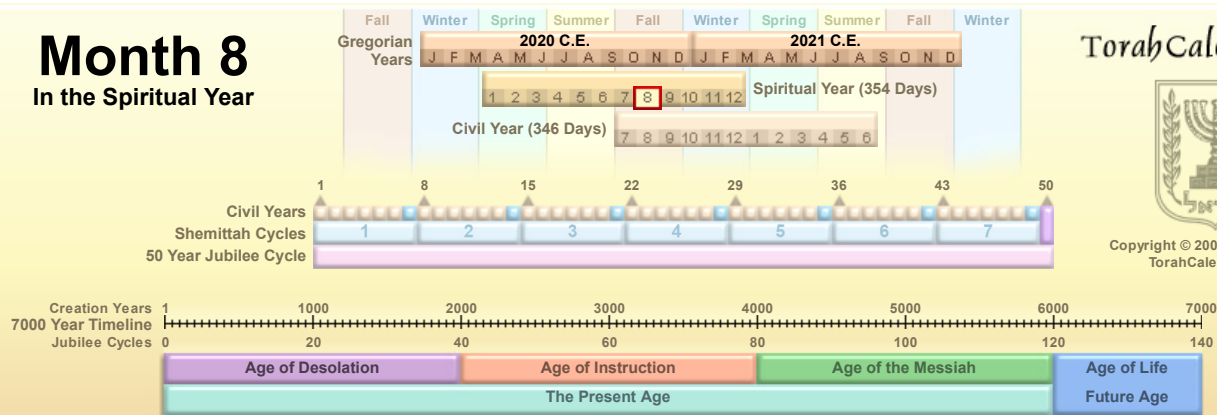 Fall Winter Spring Summer Fall Winter Spring Summer Fall Winter
Month 8
In the Spiritual Year
Gregorian Years
2020 C.E. 2021 C.E.
J F M A M J J A S O N D J F M A M J J A S O N D
1 2 3 4 5 6 7 8 9 10 11 12
Spiritual Year (354 Days)
Civil Year (346 Days)
7 8 9 10 11 12 1 2 3 4 5 6
1 8 15 22 29 36 43 50
Civil Years
Shemittah Cycles 1 2 3 4 5 6 7
50 Year Jubilee Cycle
Copyright © 200
TorahCale
Creation Years 1 1000 2000 3000 4000 5000 6000 7000
7000 Year Timeline
Jubilee Cycles 0 20 40 60 80 100 120 140
Age of Desolation Age of Instruction Age of the Messiah Age of Life
The Present Age Future Age